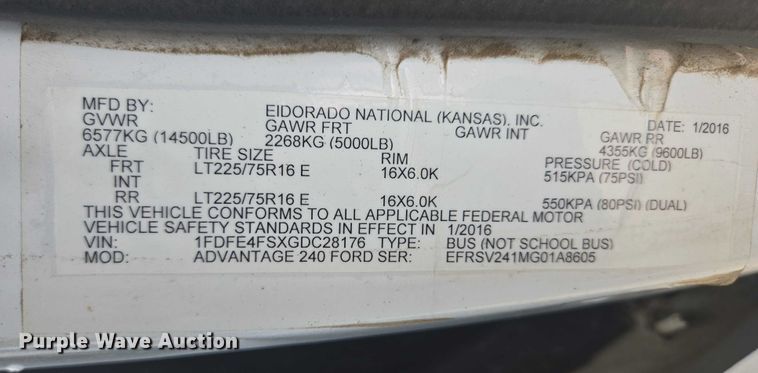 MFD BY: EIDORADO NATIONAL (KANSAS), INC. DATE: 1/2016
GVWR GAWR FRT GAWR INT GAWR RR
6577KG (14500LB) 2268KG (5000LB) 4355KG (9600LB)
AXLE TIRE SIZE RIM PRESSURE (COLD)
FRT LT225/75R16 E 16X6.0K 515KPA (75PSI)
INT
RR LT225/75R16 E 16X6.0K 550KPA (80PSI) (DUAL)
THIS VEHICLE CONFORMS TO ALL APPLICABLE FEDERAL MOTOR
VEHICLE SAFETY STANDARDS IN EFFECT IN 1/2016
VIN: 1FDFE4FSXGDC28176 TYPE: BUS (NOT SCHOOL BUS)
MOD: ADVANTAGE 240 FORD SER: EFRSV241MG01A8605
Purple Wave Auction